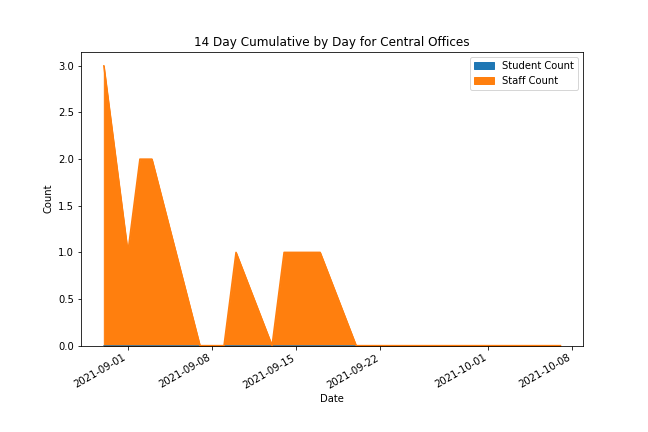 14 Day Cumulative by Day for Central Offices
Student Count
Staff Count
3.0
2.5
2.0
1.5
1.0
0.5
0.0
Count
2021-09-01
2021-09-08
2021-09-15
2021-09-22
2021-10-01
2021-10-08
Date